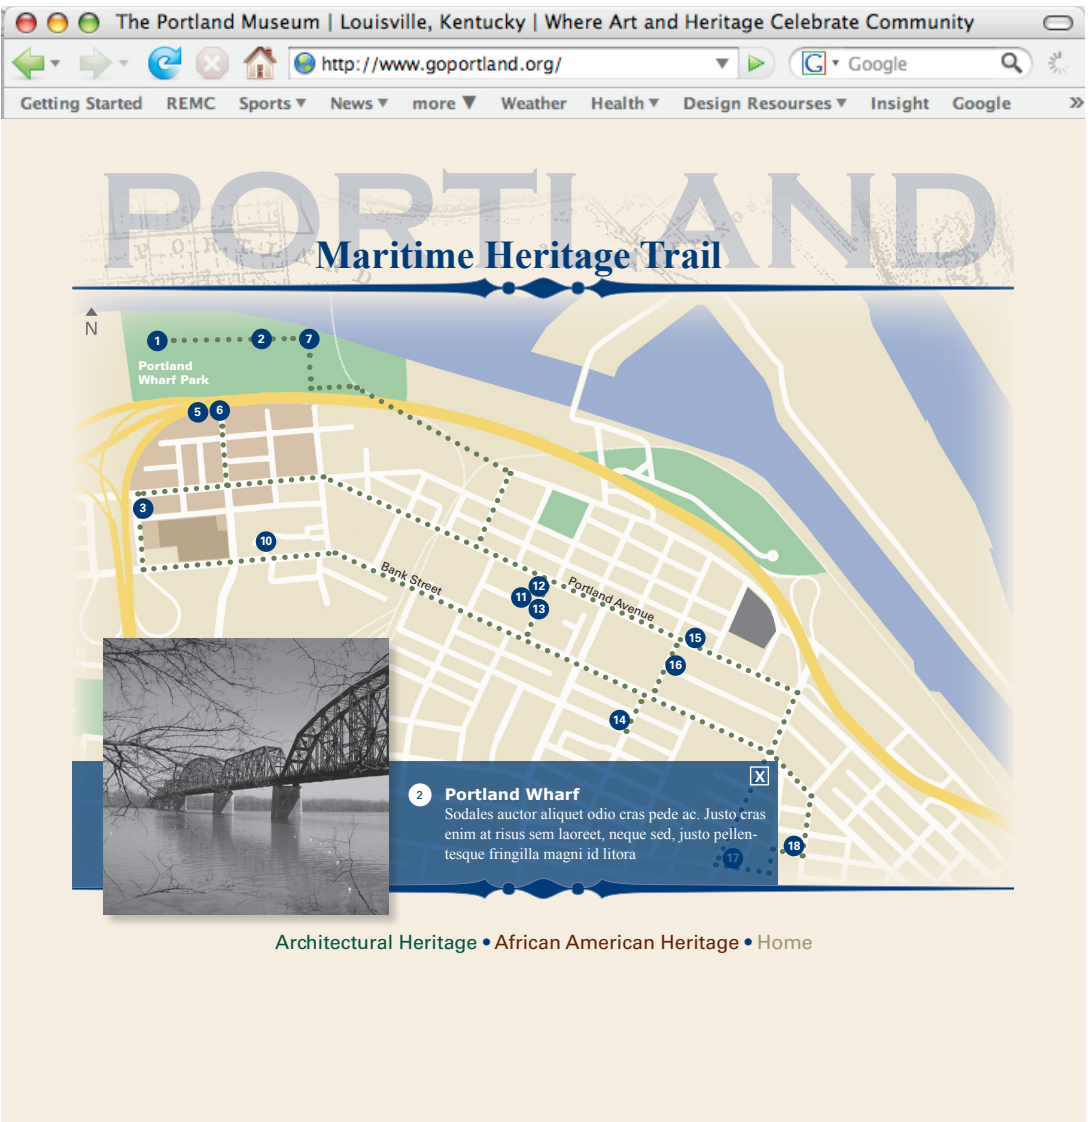 The Portland Museum | Louisville, Kentucky | Where Art and Heritage Celebrate Community
http://www.goportland.org/
G Google
Getting Started REMC Sports News more Weather Health Design Resourses Insight Google »
PORTLAND
PORTLAND
Maritime Heritage Trail
N
1 2 7
Portland
Wharf Park
5 6
3
10
Bank Street
Portland Avenue
12
11
13
15
16
14
X
2 Portland Wharf
Sodales auctor aliquet odio cras pede ac. Justo cras
enim at risus sem laoreet, neque sed, justo pellen-
tesque fringilla magni id litora
18
17
Architectural Heritage • African American Heritage • Home